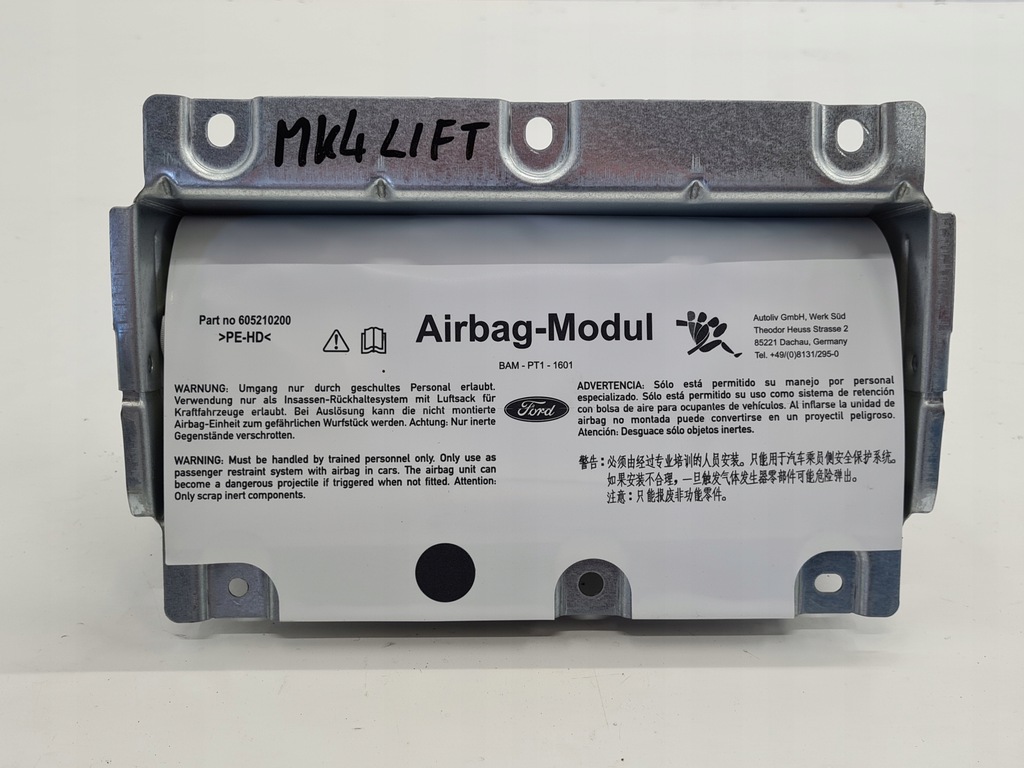 MK4 LIFT
Part no 605210200
>PE-HD<
Airbag-Modul
BAM - PT1 - 1601
Autoliv GmbH, Werk Süd
Theodor Heuss Strasse 2
85221 Dachau, Germany
Tel. +49/(0)8131/295-0
WARNUNG: Umgang nur durch geschultes Personal erlaubt.
Verwendung nur als Insassen-Rückhaltesystem mit Luftsack für
Kraftfahrzeuge erlaubt. Bei Auslösung kann die nicht montierte
Airbag-Einheit zum gefährlichen Wurfstück werden. Achtung: Nur inerte
Gegenstände verschrotten.
WARNING: Must be handled by trained personnel only. Only use as
passenger restraint system with airbag in cars. The airbag unit can
become a dangerous projectile if triggered when not fitted. Attention:
Only scrap inert components.
Ford
ADVERTENCIA: Sólo está permitido su manejo por personal
especializado. Sólo está permitido su uso como sistema de retención
con bolsa de aire para ocupantes de vehículos. Al inflarse la unidad de
airbag no montada puede convertirse en un proyectil peligroso.
Atención: Desguace sólo objetos inertes.
警告：必须由经过专业培训的人员安装。只能用于汽车乘员侧安全保护系统。
如果安装不合理，一旦触发气体发生器零部件可能危险弹出。
注意：只能报废非功能零件。